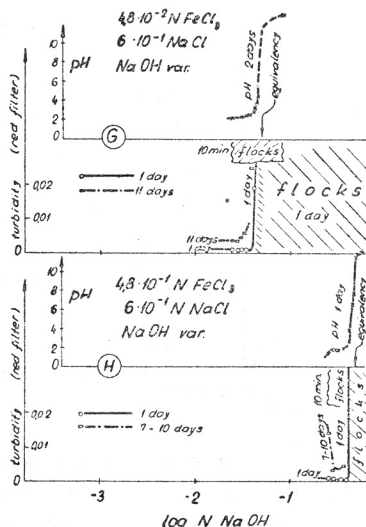 4,8·10⁻² N FeCl₃
6·10⁻¹ NaCl
NaOH var.
pH
10
8
6
4
2
0
pH 2 days
equivalency
G
10 min
flocks
turbidity (red filter)
0,02
0,01
0
1 day
11 days
1 day
11 days
1 day
flocks
1 day
4,8·10⁻¹ N FeCl₃
6·10⁻¹ N NaCl
NaOH var.
pH
10
8
6
4
2
0
pH 1 day
equivalency
H
10 min
flocks
turbidity (red filter)
0,02
0,01
0
1 day
7-10 days
7-10 days
1 day
1 day
flocks
-3
-2
-1
log N NaOH